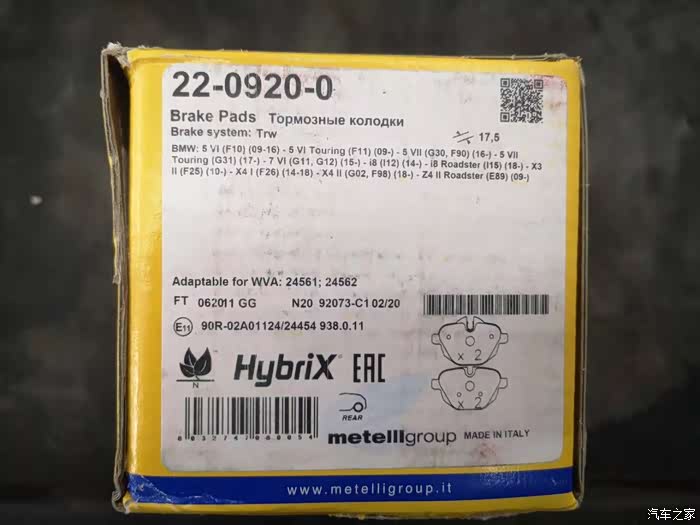 22-0920-0
Brake Pads Тормозные колодки
Brake system: Trw
17,5
BMW: 5 VI (F10) (09-16) - 5 VI Touring (F11) (09-) - 5 VII (G30, F90) (16-) - 5 VII
Touring (G31) (17-) - 7 VI (G11, G12) (15-) - i8 (I12) (14-) - i8 Roadster (I15) (18-) - X3
II (F25) (10-) - X4 I (F26) (14-18) - X4 II (G02, F98) (18-) - Z4 II Roadster (E89) (09-)
Adaptable for WVA: 24561; 24562
FT 062011 GG N20 92073-C1 02/20
E11 90R-02A01124/24454 938.0.11
x 2
x 2
N
HybriX EAC
REAR
8032747060054
metelligroup MADE IN ITALY
www.metelligroup.it
汽车之家